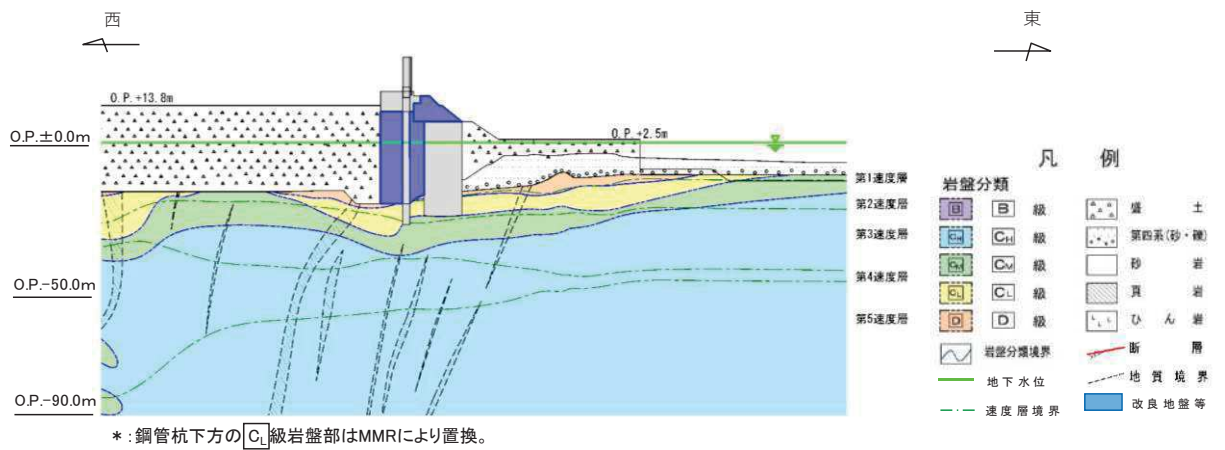 西
東
O.P.+13.8m
O.P.±0.0m
O.P.+2.5m
第1速度層
第2速度層
第3速度層
第4速度層
第5速度層
O.P.-50.0m
O.P.-90.0m
*:鋼管杭下方のCL級岩盤部はMMRにより置換。
凡 例
岩盤分類
B B 級
CH CH 級
CM CM 級
CL CL 級
D D 級
岩盤分類境界
地下水位
速度層境界
盛 土
第四系(砂・礫)
砂 岩
頁 岩
ひ ん 岩
断 層
地 質 境 界
改良地盤等